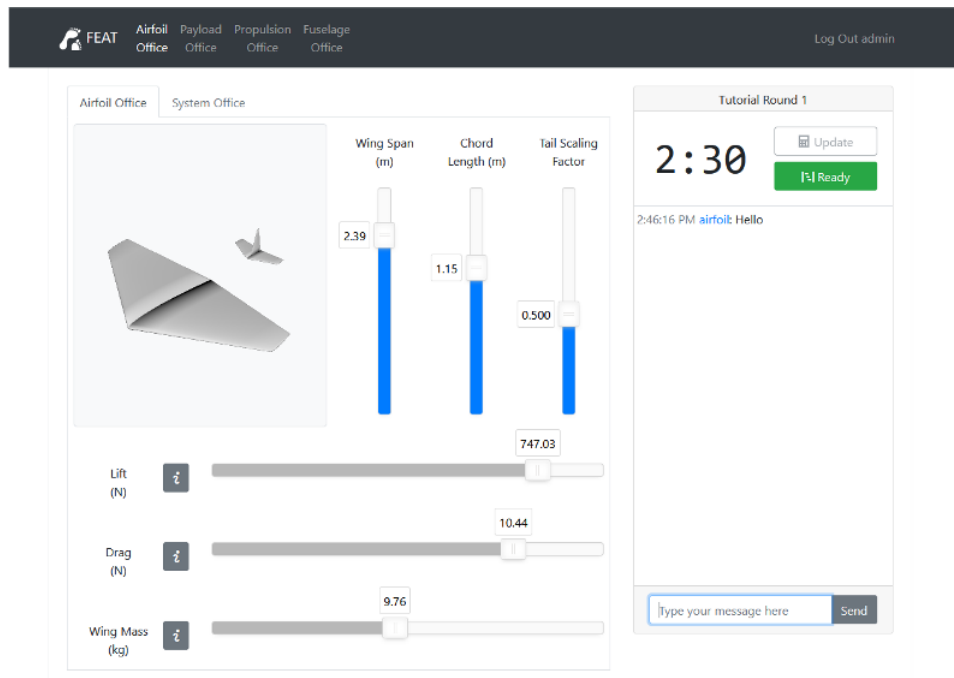 FEAT
Airfoil
Office
Payload
Office
Propulsion
Office
Fuselage
Office
Log Out admin
Airfoil Office
System Office
Wing Span
(m)
Chord
Length (m)
Tail Scaling
Factor
2.39
1.15
0.500
747.03
Lift
(N)
i
10.44
Drag
(N)
i
9.76
Wing Mass
(kg)
i
Tutorial Round 1
2:30
Update
Ready
2:46:16 PM airfoil: Hello
Type your message here
Send